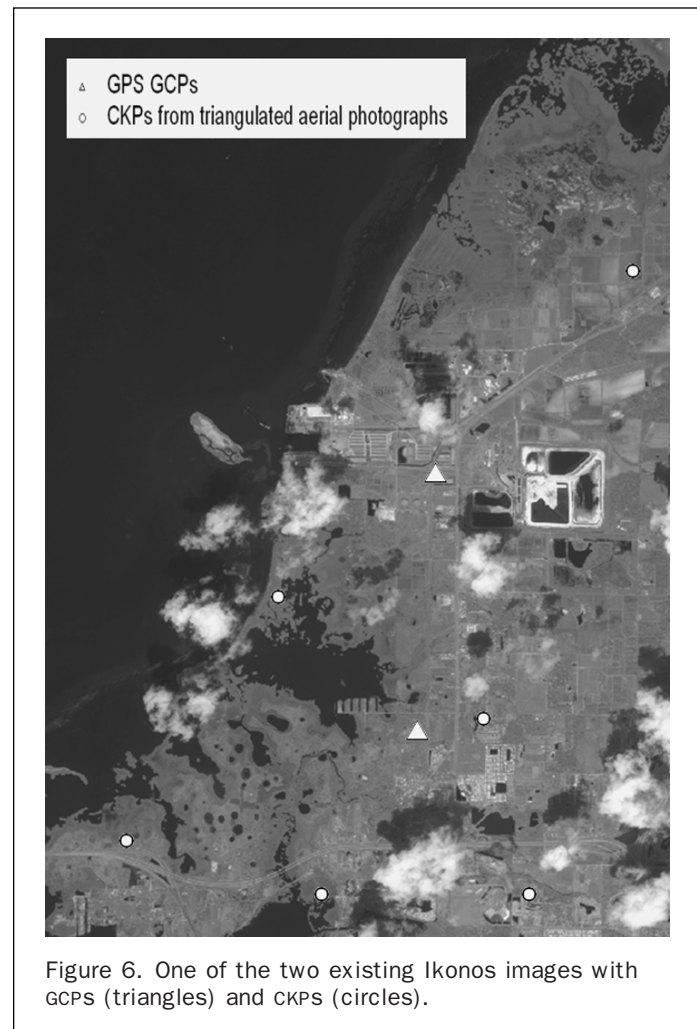 GPS GCPs
CKPs from triangulated aerial photographs
Figure 6. One of the two existing Ikonos images with
GCPs (triangles) and CKPs (circles).